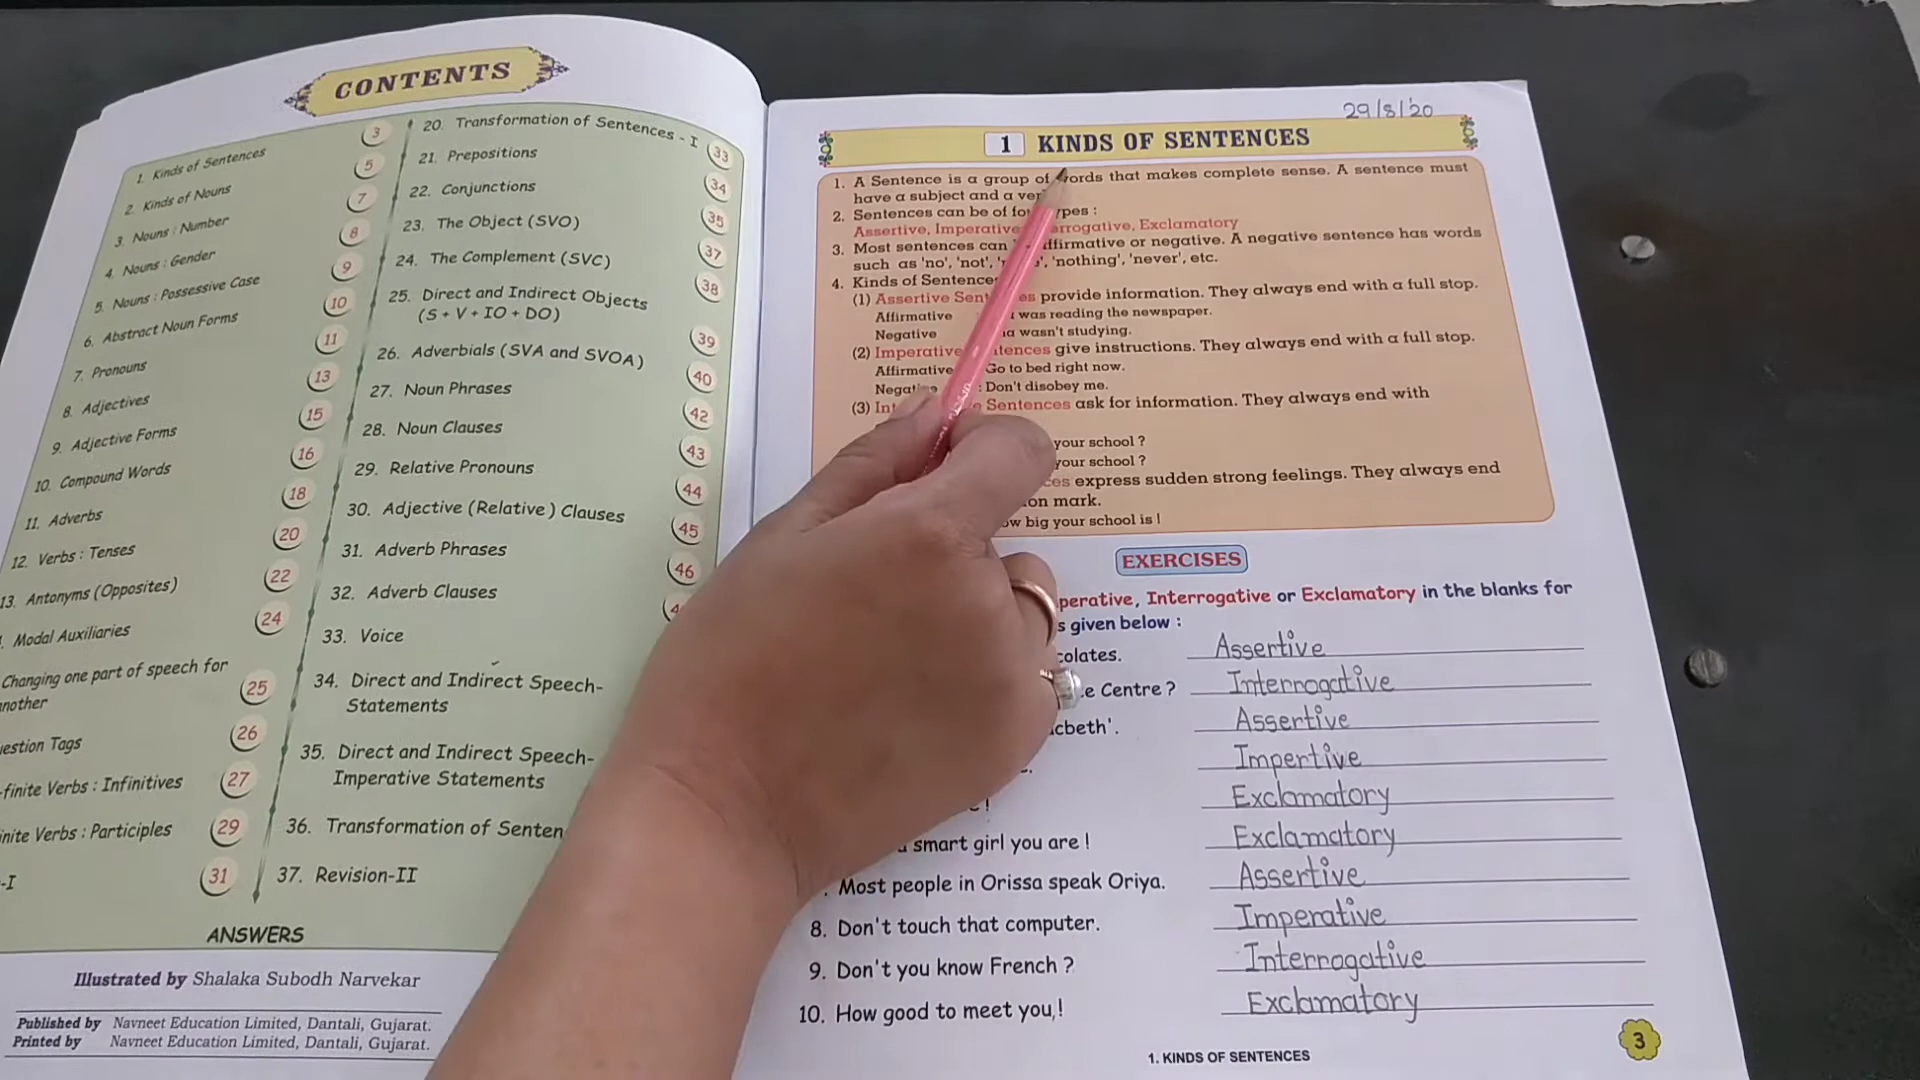 CONTENTS
1. Kinds of Sentences 3
2. Kinds of Nouns 5
3. Nouns : Number 7
4. Nouns : Gender 8
5. Nouns : Possessive Case 9
6. Abstract Noun Forms 10
7. Pronouns 11
8. Adjectives 13
9. Adjective Forms 15
10. Compound Words 16
11. Adverbs 18
12. Verbs : Tenses 20
13. Antonyms (Opposites) 22
Modal Auxiliaries 24
Changing one part of speech for
nother 25
estion Tags 26
finite Verbs : Infinitives 27
nite Verbs : Participles 29
-I 31
20. Transformation of Sentences - I 33
21. Prepositions 34
22. Conjunctions 35
23. The Object (SVO) 37
24. The Complement (SVC) 38
25. Direct and Indirect Objects
(S + V + IO + DO) 39
26. Adverbials (SVA and SVOA) 40
27. Noun Phrases 42
28. Noun Clauses 43
29. Relative Pronouns 44
30. Adjective (Relative) Clauses 45
31. Adverb Phrases 46
32. Adverb Clauses
33. Voice
34. Direct and Indirect Speech-
Statements
35. Direct and Indirect Speech-
Imperative Statements
36. Transformation of Senten
37. Revision-II
ANSWERS
Illustrated by Shalaka Subodh Narvekar
Published by Navneet Education Limited, Dantali, Gujarat.
Printed by Navneet Education Limited, Dantali, Gujarat.
29/8/20
1 KINDS OF SENTENCES
1. A Sentence is a group of words that makes complete sense. A sentence must
have a subject and a ver
2. Sentences can be of fou ypes :
Assertive, Imperative, errogative, Exclamatory
3. Most sentences can affirmative or negative. A negative sentence has words
such as 'no', 'not', 'nothing', 'never', etc.
4. Kinds of Sentences
(1) Assertive Sentences provide information. They always end with a full stop.
Affirmative was reading the newspaper.
Negative a wasn't studying.
(2) Imperative Sentences give instructions. They always end with a full stop.
Affirmative Go to bed right now.
Negative : Don't disobey me.
(3) Int Sentences ask for information. They always end with
your school ?
your school ?
ces express sudden strong feelings. They always end
on mark.
ow big your school is !
EXERCISES
perative, Interrogative or Exclamatory in the blanks for
s given below :
colates. Assertive
e Centre ? Interrogative
cbeth'. Assertive
Impertive
! Exclamatory
smart girl you are ! Exclamatory
. Most people in Orissa speak Oriya. Assertive
8. Don't touch that computer. Imperative
9. Don't you know French ? Interrogative
10. How good to meet you,! Exclamatory
1. KINDS OF SENTENCES
3